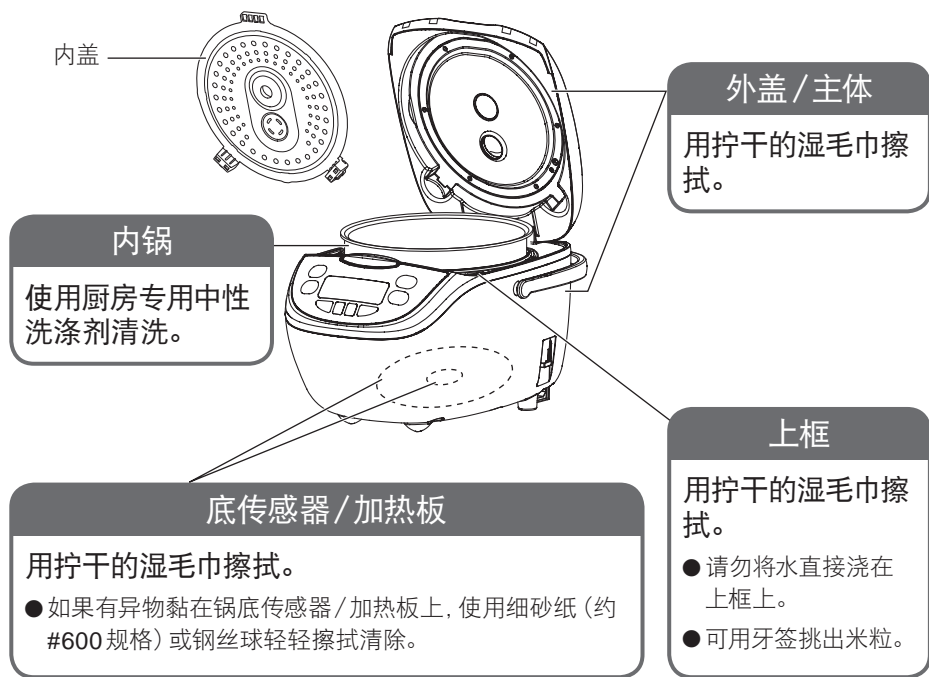 内盖
外盖/主体
用拧干的湿毛巾擦
拭。
内锅
使用厨房专用中性
洗涤剂清洗。
底传感器/加热板
用拧干的湿毛巾擦拭。
●如果有异物黏在锅底传感器/加热板上,使用细砂纸(约
#600规格)或钢丝球轻轻擦拭清除。
上框
用拧干的湿毛巾擦
拭。
●请勿将水直接浇在
上框上。
●可用牙签挑出米粒。